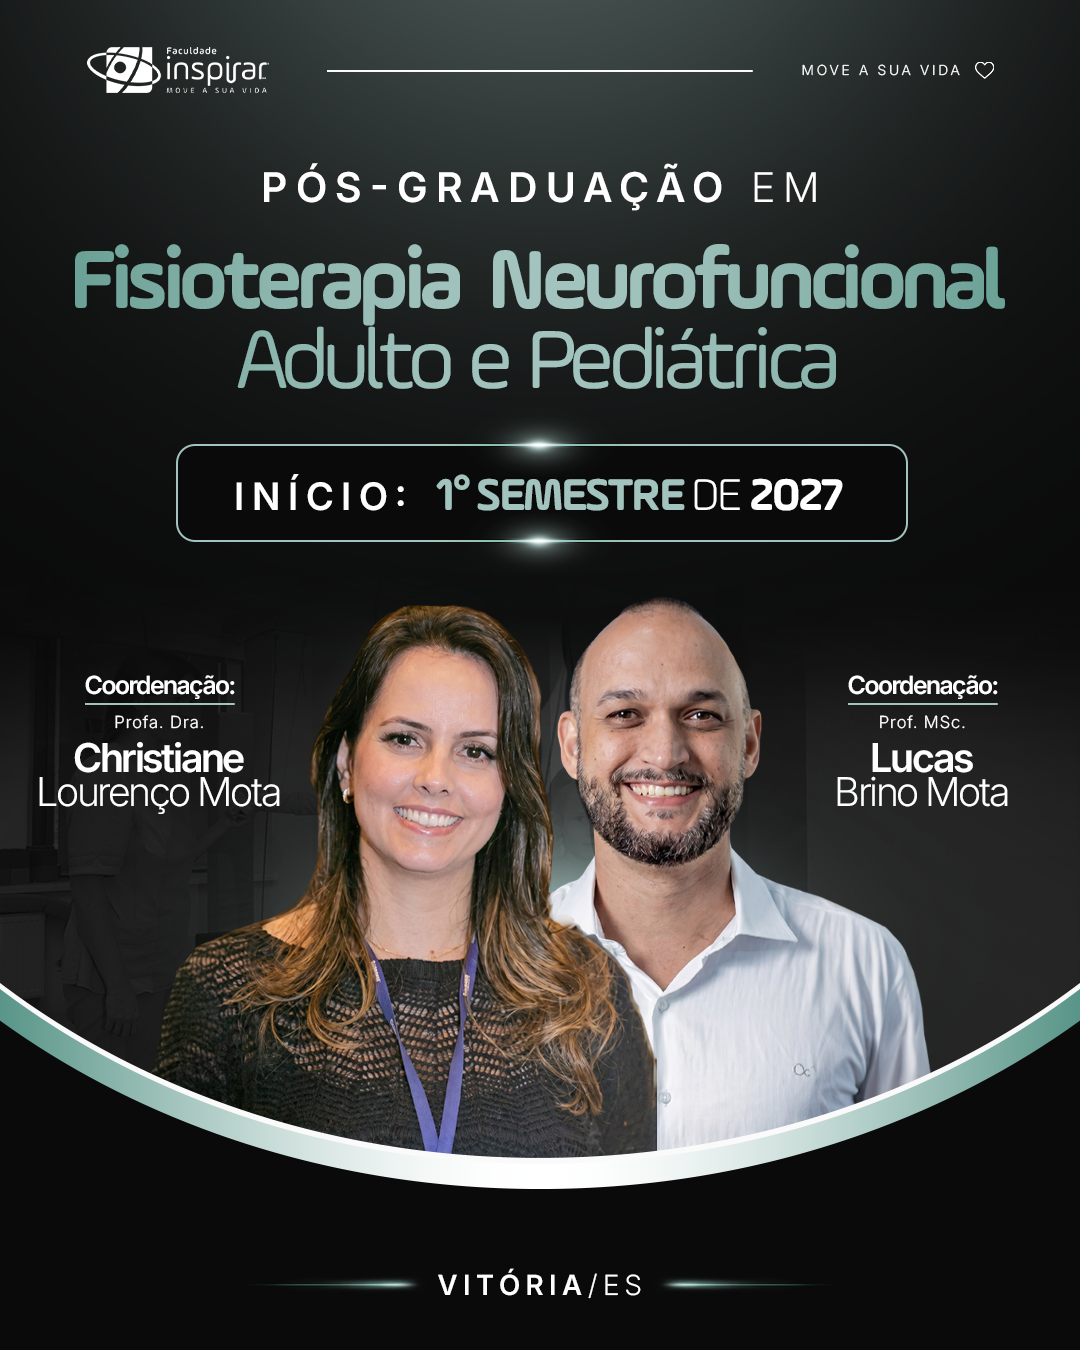 Faculdade
inspirar
MOVE A SUA VIDA
MOVE A SUA VIDA
PÓS-GRADUAÇÃO EM
Fisioterapia Neurofuncional
Adulto e Pediátrica
INÍCIO: 1º SEMESTRE DE 2027
Coordenação:
Profa. Dra.
Christiane
Lourenço Mota
Coordenação:
Prof. MSc.
Lucas
Brino Mota
VITÓRIA/ES